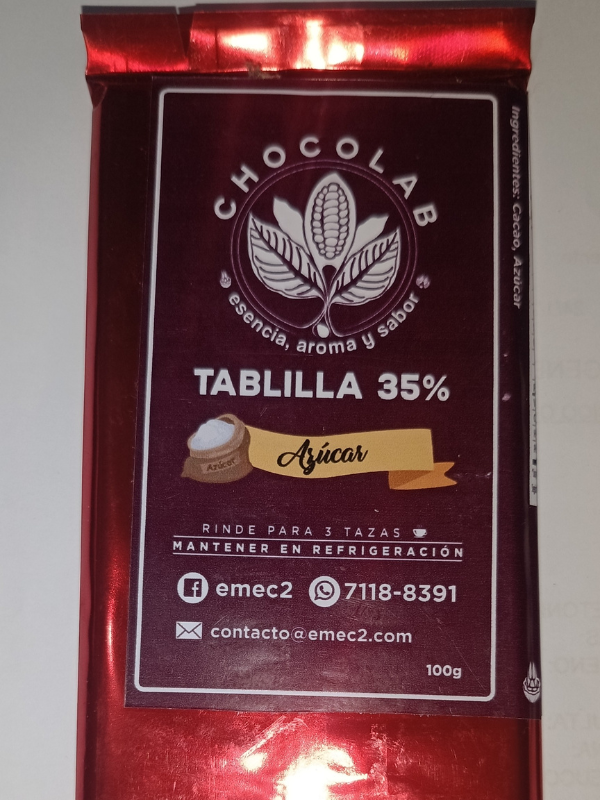 CHOCOLAB
esencia, aroma y sabor
TABLILLA 35%
Azúcar
Azúcar
RINDE PARA 3 TAZAS
MANTENER EN REFRIGERACIÓN
emec2 7118-8391
contacto@emec2.com
100g
Ingredientes: Cacao, Azúcar